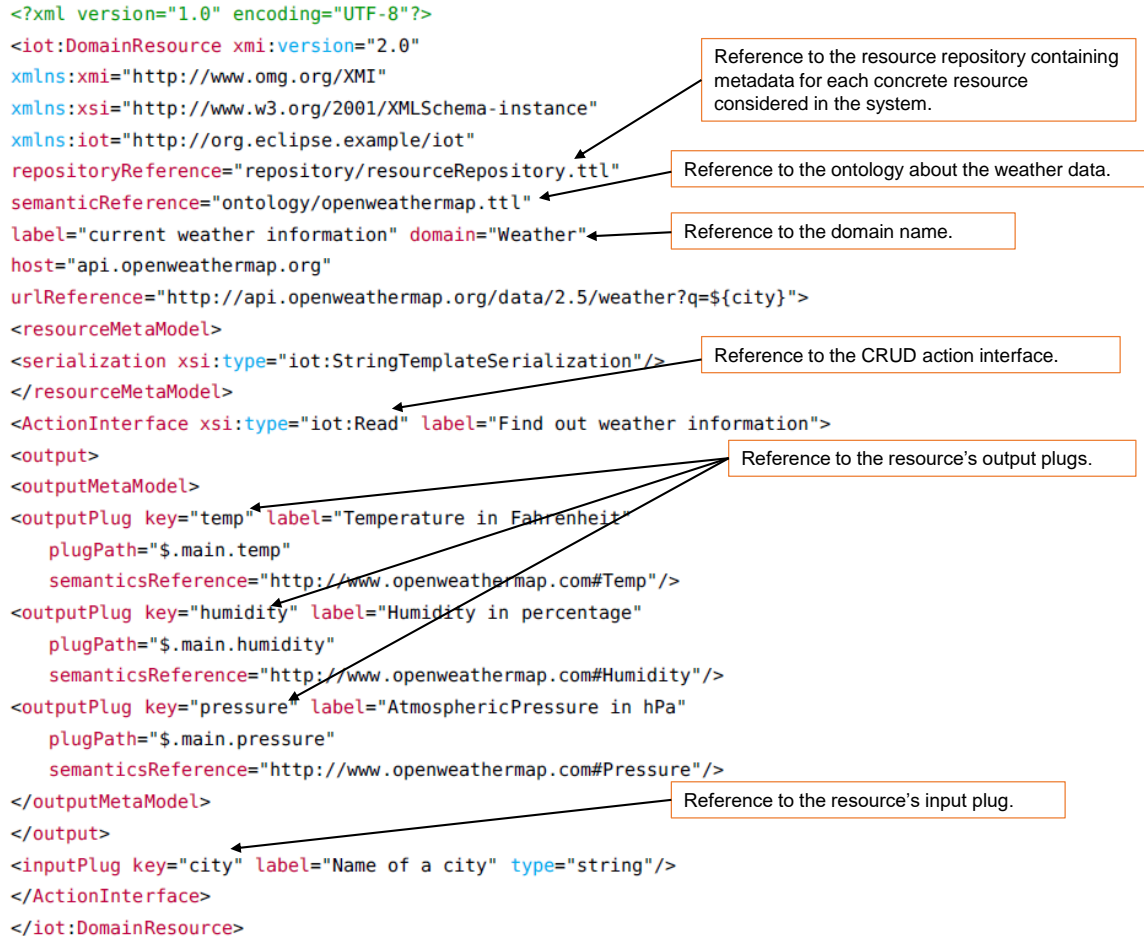 <?xml version="1.0" encoding="UTF-8"?>
<iot:DomainResource xmi:version="2.0"
xmlns:xmi="http://www.omg.org/XMI"
xmlns:xsi="http://www.w3.org/2001/XMLSchema-instance"
xmlns:iot="http://org.eclipse.example/iot"
repositoryReference="repository/resourceRepository.ttl"
semanticReference="ontology/openweathermap.ttl"
label="current weather information" domain="Weather"
host="api.openweathermap.org"
urlReference="http://api.openweathermap.org/data/2.5/weather?q=${city}">
<resourceMetaModel>
<serialization xsi:type="iot:StringTemplateSerialization"/>
</resourceMetaModel>
<ActionInterface xsi:type="iot:Read" label="Find out weather information">
<output>
<outputMetaModel>
<outputPlug key="temp" label="Temperature in Fahrenheit"
plugPath="$.main.temp"
semanticsReference="http://www.openweathermap.com#Temp"/>
<outputPlug key="humidity" label="Humidity in percentage"
plugPath="$.main.humidity"
semanticsReference="http://www.openweathermap.com#Humidity"/>
<outputPlug key="pressure" label="AtmosphericPressure in hPa"
plugPath="$.main.pressure"
semanticsReference="http://www.openweathermap.com#Pressure"/>
</outputMetaModel>
</output>
<inputPlug key="city" label="Name of a city" type="string"/>
</ActionInterface>
</iot:DomainResource>
Reference to the resource repository containing
metadata for each concrete resource
considered in the system.
Reference to the ontology about the weather data.
Reference to the domain name.
Reference to the CRUD action interface.
Reference to the resource's output plugs.
Reference to the resource's input plug.